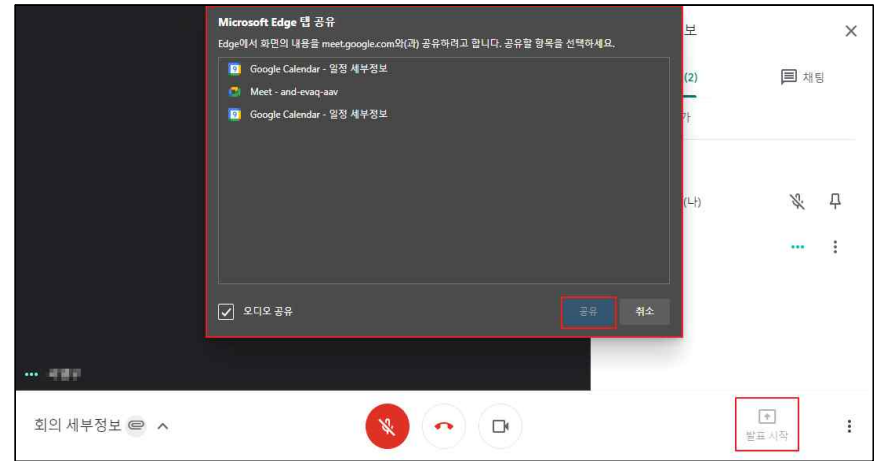 Microsoft Edge 탭 공유
Edge에서 화면의 내용을 meet.google.com와(과) 공유하려고 합니다. 공유할 항목을 선택하세요.
Google Calendar - 일정 세부정보
Meet - and-evaq-aav
Google Calendar - 일정 세부정보
오디오 공유
공유
취소
보
(2)
채팅
가
(나)
회의 세부정보
발표 시작